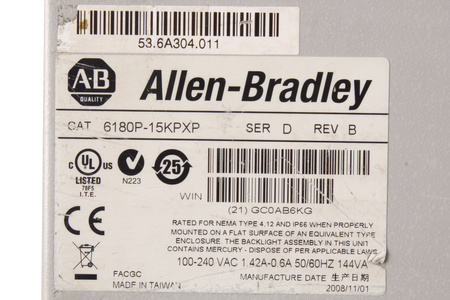 53.6A304.011
A-B
QUALITY
Allen-Bradley
CAT 6180P-15KPXP SER D REV B
UL
US
LISTED
78F5
I.T.E.
N223
25
WIN
(21) GC0AB6KG
CE
RATED FOR NEMA TYPE 4,12 AND IP66 WHEN PROPERLY
MOUNTED ON A FLAT SURFACE OF AN EQUIVALENT TYPE
ENCLOSURE. THE BACKLIGHT ASSEMBLY IN THIS UNIT
CONTAINS MERCURY - DISPOSE OF PER APPLICABLE LAWS
100-240 VAC 1.42A-0.6A 50/60HZ 144VA
FACGC
MADE IN TAIWAN
MANUFACTURE DATE 生产日期
2008/11/01